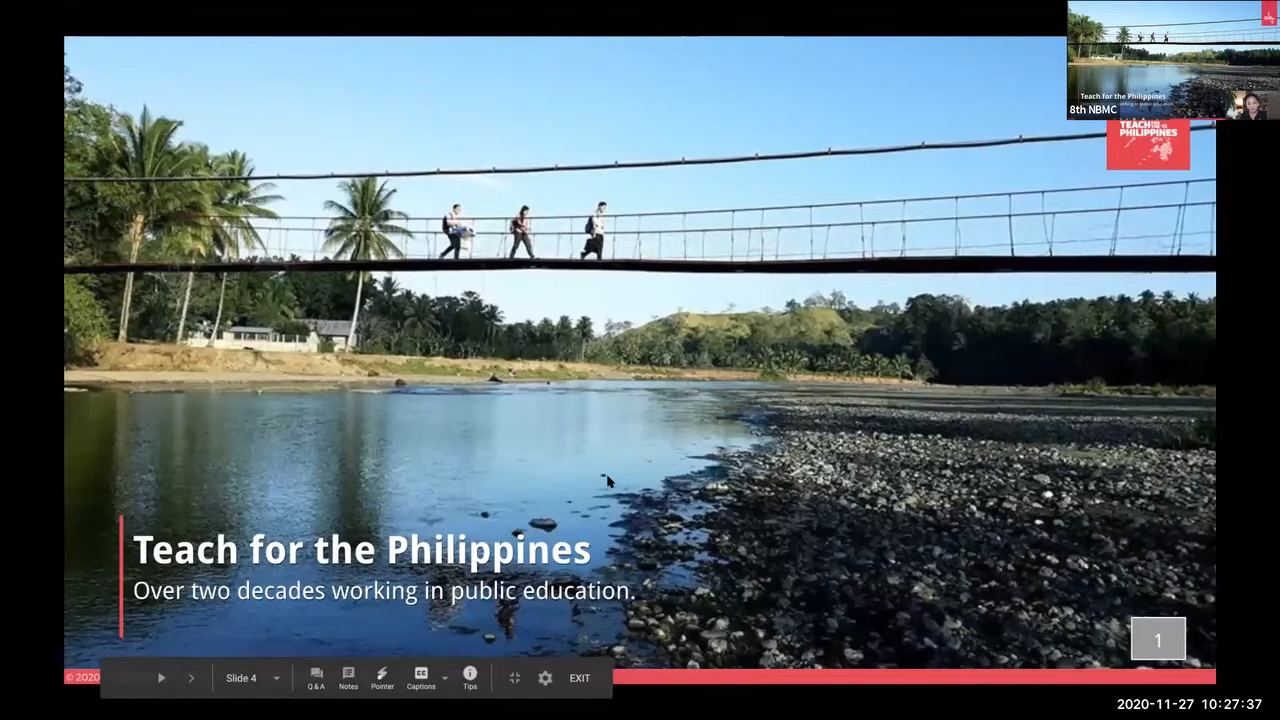 Teach for the Philippines
8th NBMC
TEACH FOR THE
PHILIPPINES
Teach for the Philippines
Over two decades working in public education.
1
© 2020
Slide 4
Q & A
Notes
Pointer
Captions
Tips
EXIT
2020-11-27 10:27:37